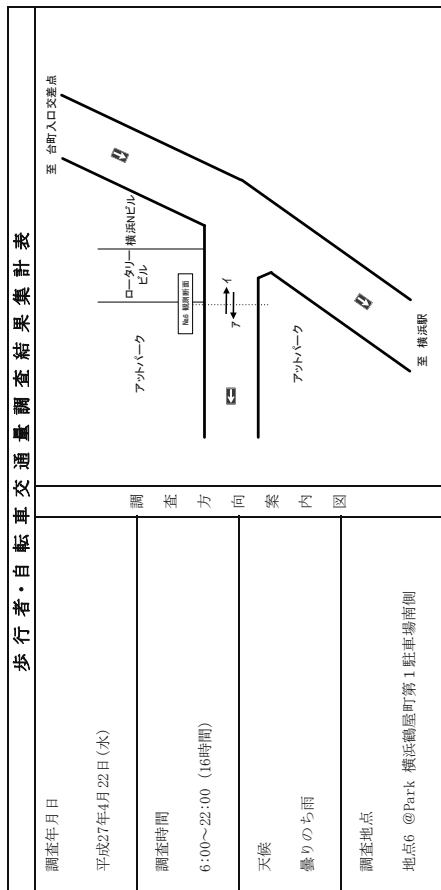 歩行者・自転車交通量調査結果集計表
調査年月日
平成27年4月22日(水)
調査時間
6:00～22:00 (16時間)
天候
曇りのち雨
調査地点
地点6 @Park 横浜鶴屋町第1駐車場南側
調査方向案内図
至 台町入口交差点
横浜Nビル
ロータリー
ビル
アットパーク
№6 観測断面
イ
ア
アットパーク
至 横浜駅